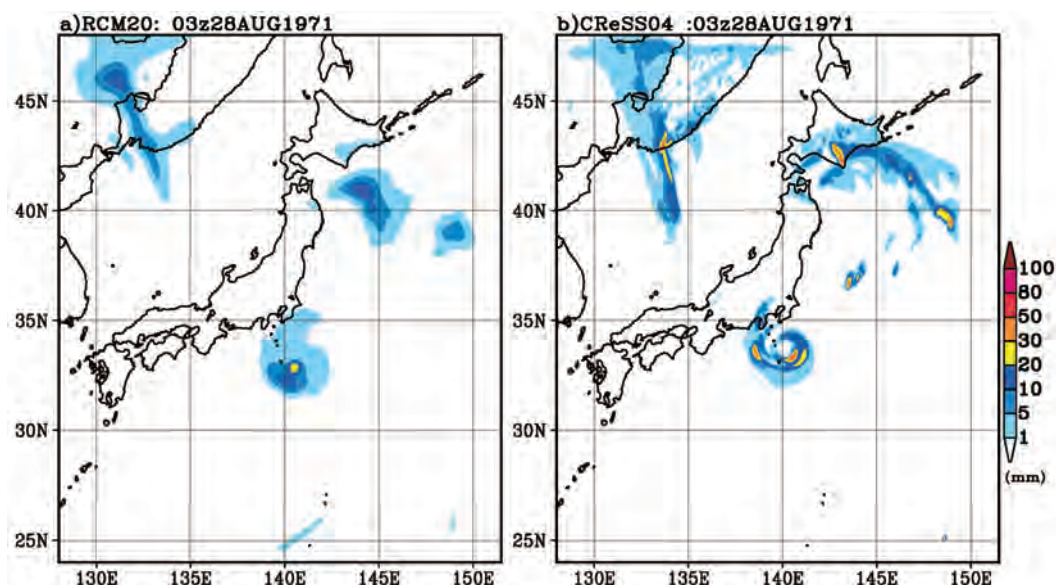 a)RCM20: 03z28AUG1971
b)CReSS04 :03z28AUG1971
45N
40N
35N
30N
25N
130E 135E 140E 145E 150E
45N
40N
35N
30N
25N
130E 135E 140E 145E 150E
100
80
50
30
20
10
5
1
(mm)